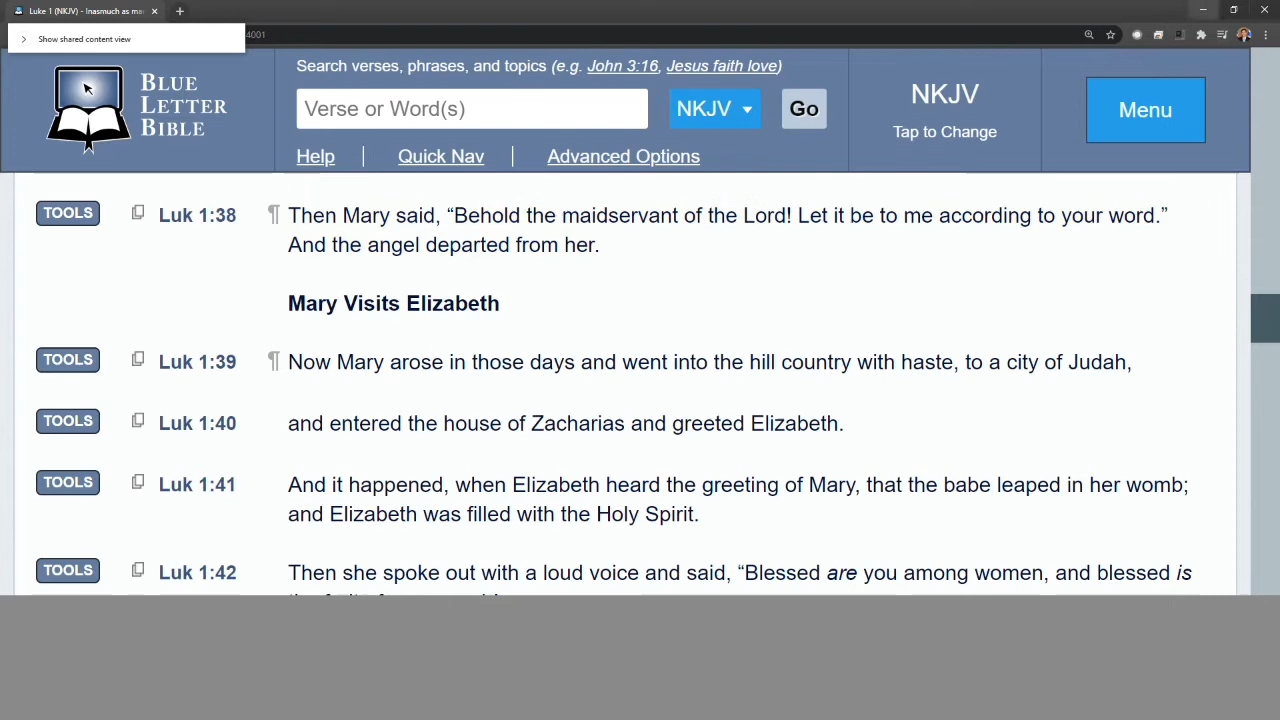 Luke 1 (NKJV) - Inasmuch as ma
Show shared content view
4001
BLUE
LETTER
BIBLE
Search verses, phrases, and topics (e.g. John 3:16, Jesus faith love)
Verse or Word(s)
NKJV
Go
Help
Quick Nav
Advanced Options
NKJV
Tap to Change
Menu
TOOLS Luk 1:38 ¶ Then Mary said, “Behold the maidservant of the Lord! Let it be to me according to your word.”
And the angel departed from her.
Mary Visits Elizabeth
TOOLS Luk 1:39 ¶ Now Mary arose in those days and went into the hill country with haste, to a city of Judah,
TOOLS Luk 1:40 and entered the house of Zacharias and greeted Elizabeth.
TOOLS Luk 1:41 And it happened, when Elizabeth heard the greeting of Mary, that the babe leaped in her womb;
and Elizabeth was filled with the Holy Spirit.
TOOLS Luk 1:42 Then she spoke out with a loud voice and said, “Blessed are you among women, and blessed is